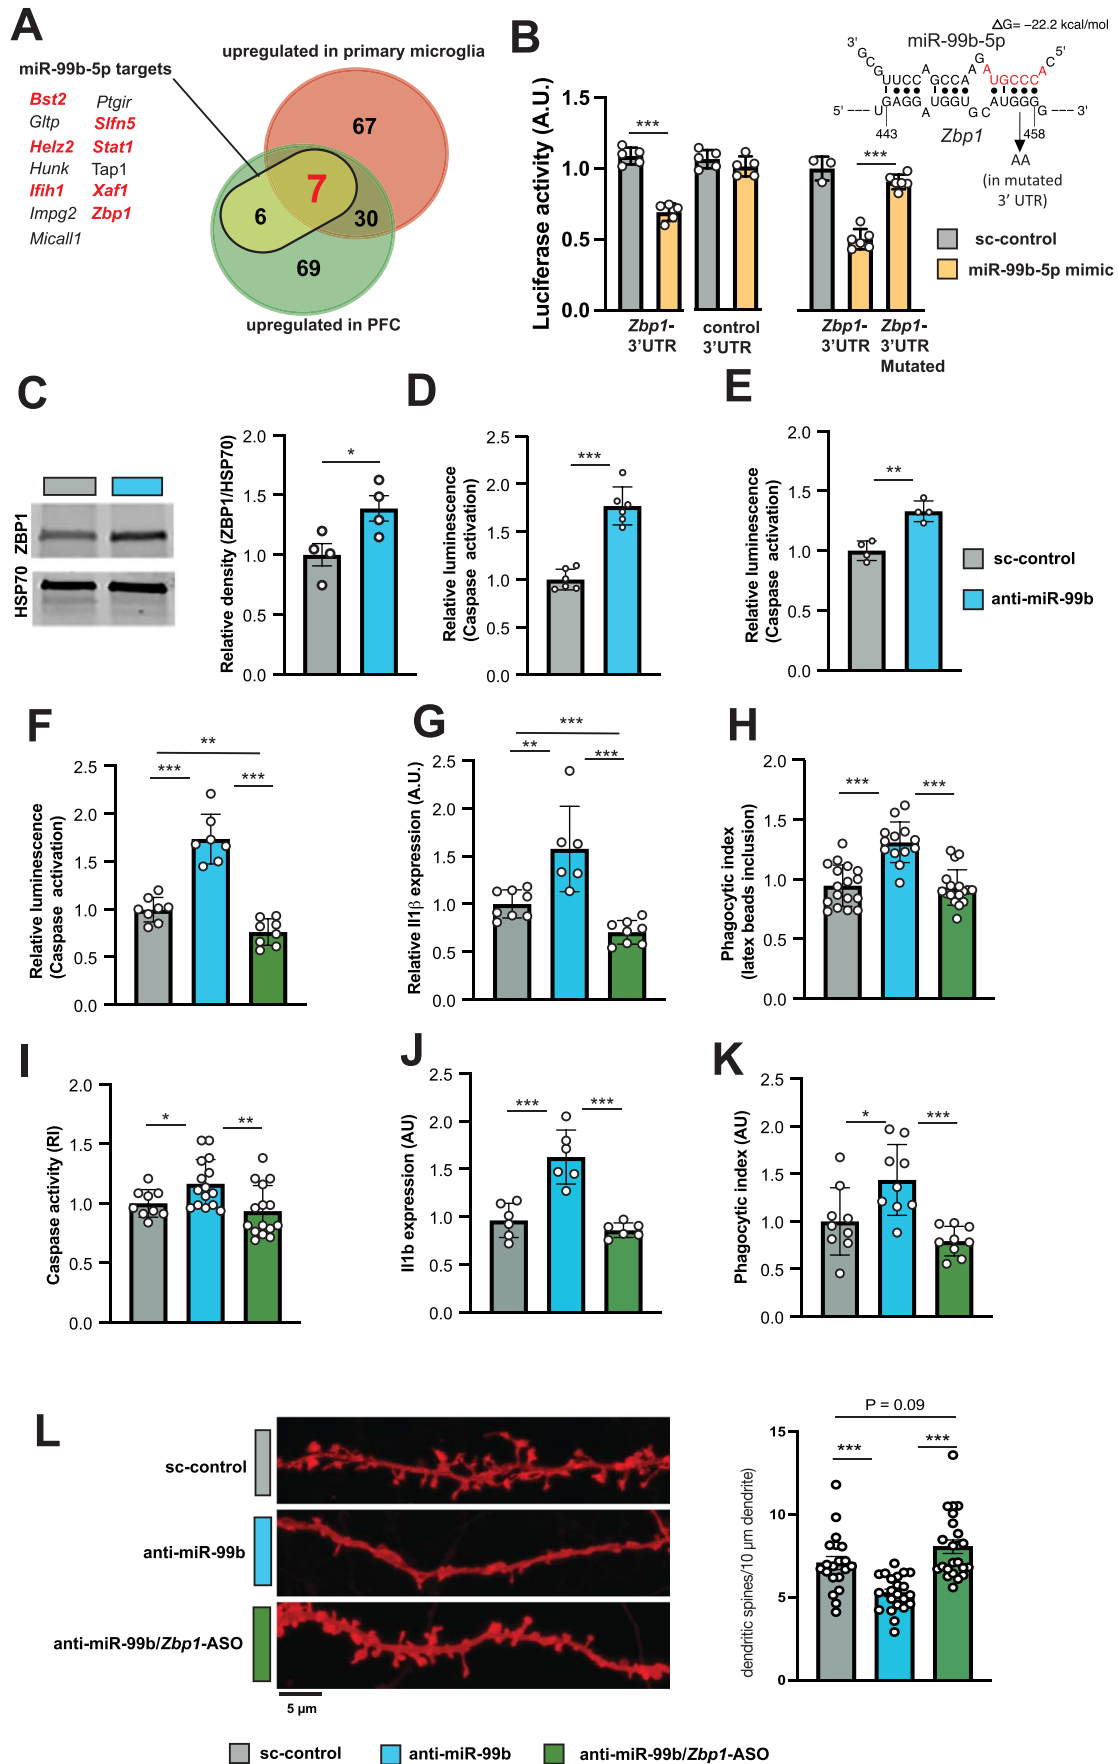 A
upregulated in primary microglia
miR-99b-5p targets
Bst2 Ptgir
Gltp Slfn5
Helz2 Stat1
Hunk Tap1
Ifih1 Xaf1
Impg2 Zbp1
Micall1
67
7
6
30
69
upregulated in PFC
B
ΔG= −22.2 kcal/mol
miR-99b-5p
3'
5'
5'
3'
443
Zbp1
458
AA
(in mutated
3' UTR)
Luciferase activity (A.U.)
1.5
1.0
0.5
0.0
***
***
Zbp1-
3'UTR
control
3'UTR
Zbp1-
3'UTR
Zbp1-
3'UTR
Mutated
sc-control
miR-99b-5p mimic
C
ZBP1
HSP70
Relative density (ZBP1/HSP70)
2.0
1.5
1.0
0.5
0.0
*
D
Relative luminescence
(Caspase activation)
2.5
2.0
1.5
1.0
0.5
0.0
***
E
Relative luminescence
(Caspase activation)
2.0
1.5
1.0
0.5
0.0
**
sc-control
anti-miR-99b
F
Relative luminescence
(Caspase activation)
2.5
2.0
1.5
1.0
0.5
0.0
**
***
***
G
Relative Il1β expression (A.U.)
2.5
2.0
1.5
1.0
0.5
0.0
***
**
***
H
Phagocytic index
(latex beads inclusion)
2.0
1.5
1.0
0.5
0.0
***
***
I
Caspase activity (RI)
2.0
1.5
1.0
0.5
0.0
*
**
J
Il1b expression (AU)
2.5
2.0
1.5
1.0
0.5
0.0
***
***
K
Phagocytic index (AU)
2.5
2.0
1.5
1.0
0.5
0.0
*
***
L
sc-control
anti-miR-99b
anti-miR-99b/Zbp1-ASO
5 µm
dendritic spines/10 µm dendrite)
15
10
5
0
P = 0.09
***
***
sc-control
anti-miR-99b
anti-miR-99b/Zbp1-ASO